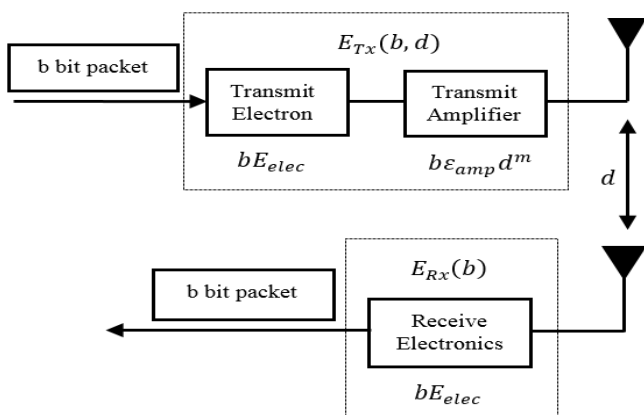 E_{Tx}(b, d)
b bit packet
Transmit
Electron
Transmit
Amplifier
bE_{elec}
bε_{amp}d^m
d
E_{Rx}(b)
b bit packet
Receive
Electronics
bE_{elec}